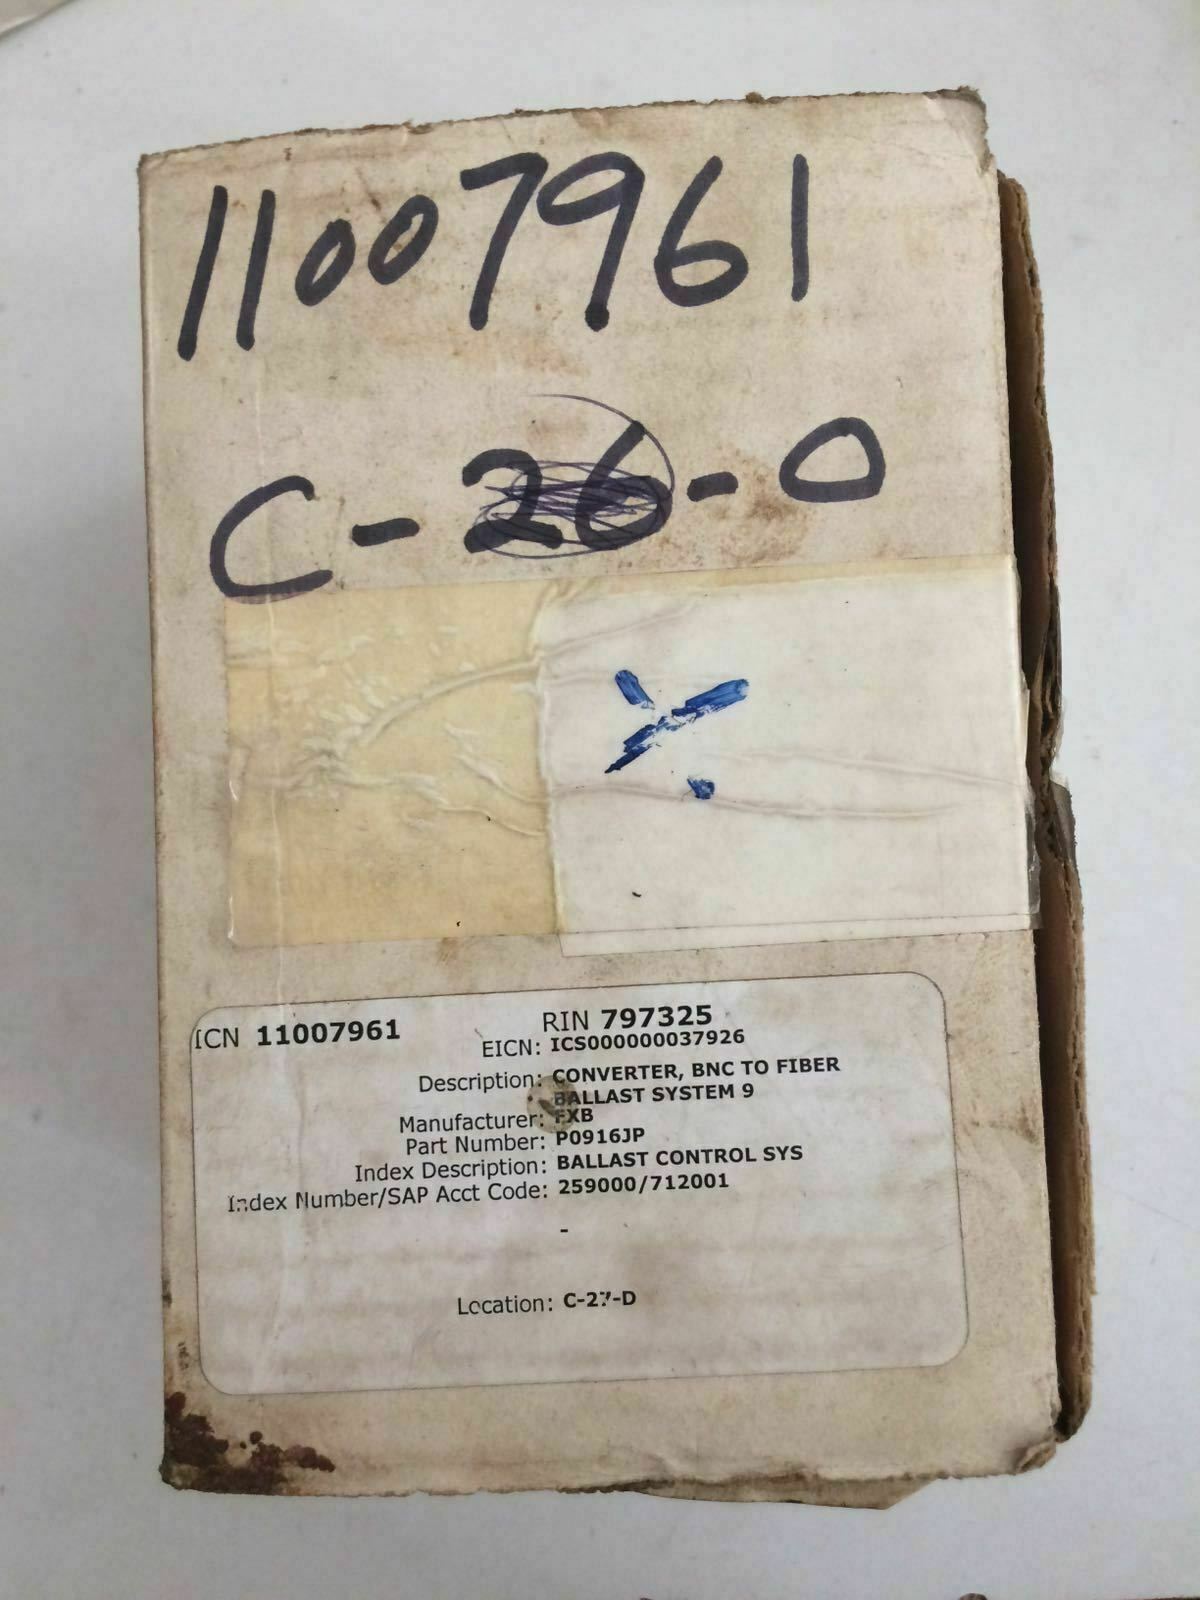 11007961
C-26-0
ICN 11007961 RIN 797325
EICN: ICS000000037926
Description: CONVERTER, BNC TO FIBER
BALLAST SYSTEM 9
Manufacturer: FXB
Part Number: P0916JP
Index Description: BALLAST CONTROL SYS
Index Number/SAP Acct Code: 259000/712001
-
Location: C-27-D